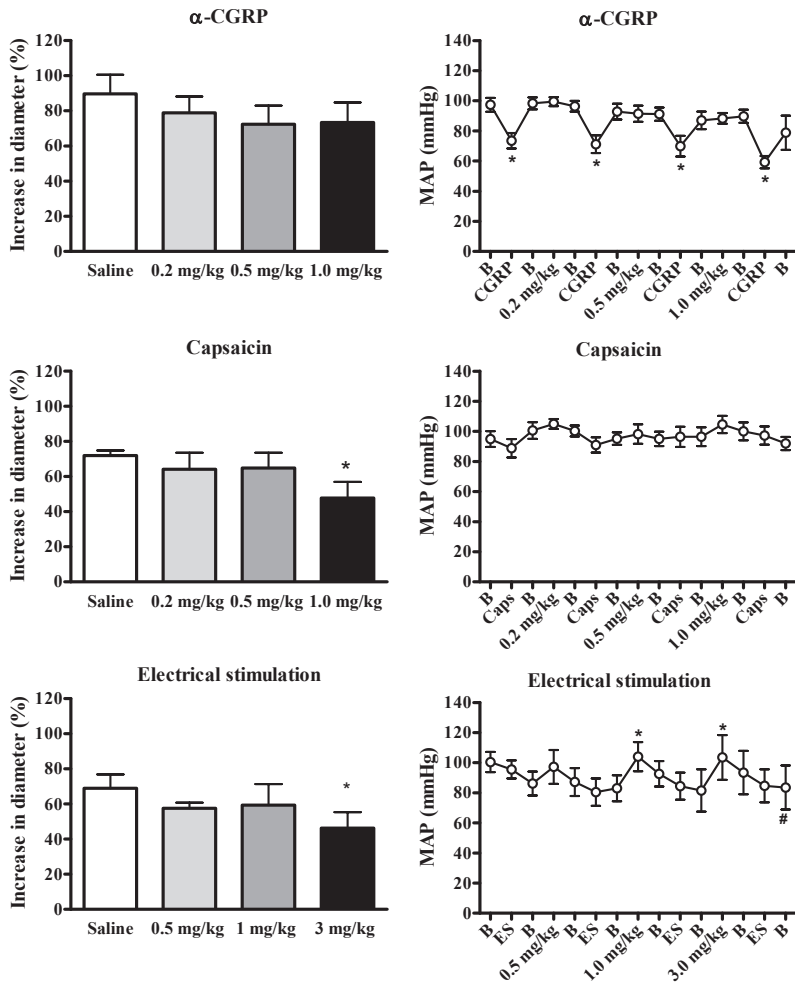 α-CGRP
Increase in diameter (%)
120
100
80
60
40
20
0
Saline 0.2 mg/kg 0.5 mg/kg 1.0 mg/kg
α-CGRP
MAP (mmHg)
140
120
100
80
60
40
20
0
* * * *
B CGRP B 0.2 mg/kg B CGRP B 0.5 mg/kg B CGRP B 1.0 mg/kg B CGRP B
Capsaicin
Increase in diameter (%)
120
100
80
60
40
20
0
*
Saline 0.2 mg/kg 0.5 mg/kg 1.0 mg/kg
Capsaicin
MAP (mmHg)
140
120
100
80
60
40
20
0
B Caps B 0.2 mg/kg B Caps B 0.5 mg/kg B Caps B 1.0 mg/kg B Caps B
Electrical stimulation
Increase in diameter (%)
120
100
80
60
40
20
0
*
Saline 0.5 mg/kg 1 mg/kg 3 mg/kg
Electrical stimulation
MAP (mmHg)
140
120
100
80
60
40
20
0
* *
#
B ES B 0.5 mg/kg B ES B 1.0 mg/kg B ES B 3.0 mg/kg B ES B